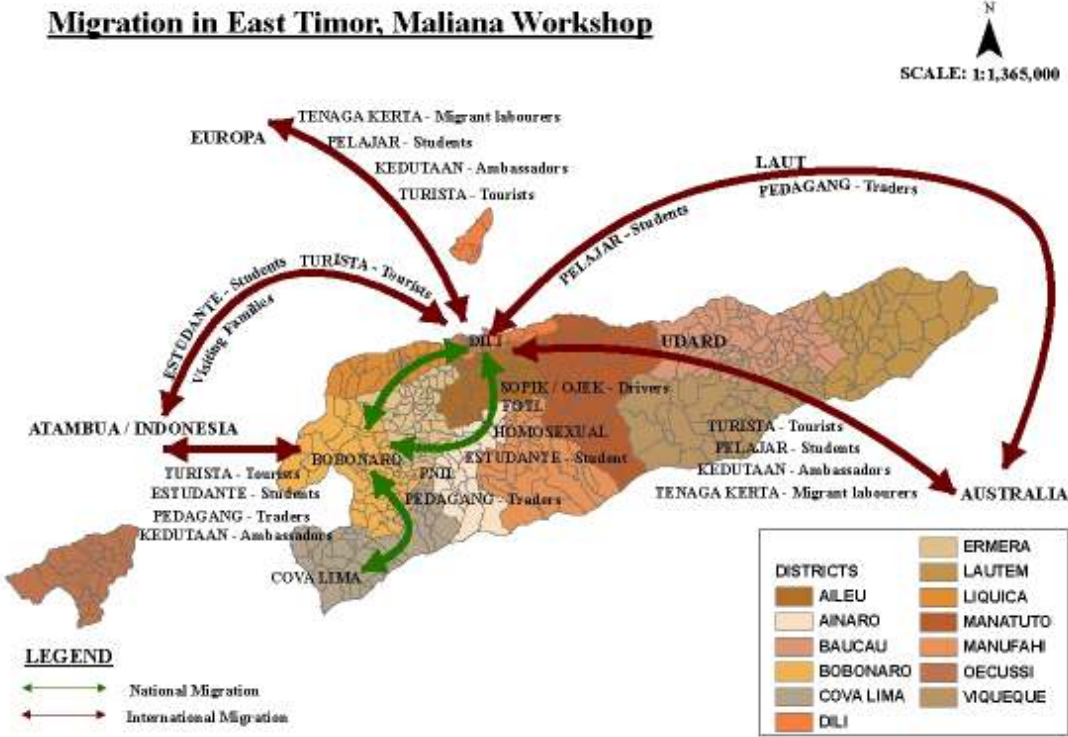 Migration in East Timor, Maliana Workshop
N
SCALE: 1:1,365,000
EUROPA
TENAGA KERTA - Migrant labourers
PELAJAR - Students
KEDUTAAN - Ambassadors
TURISTA - Tourists
LAUT
PEDAGANG - Traders
PELAJAR - Students
ESTUDANTE - Students
TURISTA - Tourists
Visiting Families
DILI
UDARD
SOPIK / OJEK - Drivers
HOMOSEXUAL
ESTUDANTE - Student
PEDAGANG - Traders
ATAMBUA / INDONESIA
BOBONARO
TURISTA - Tourists
ESTUDANTE - Students
PEDAGANG - Traders
KEDUTAAN - Ambassadors
COVA LIMA
TURISTA - Tourists
PELAJAR - Students
KEDUTAAN - Ambassadors
TENAGA KERTA - Migrant labourers
AUSTRALIA
LEGEND
National Migration
International Migration
DISTRICTS
AILEU
AINARO
BAUCAU
BOBONARO
COVA LIMA
DILI
ERMERA
LAUTEM
LIQUICA
MANATUTO
MANUFAHI
OECUSSI
VIQUEQUE